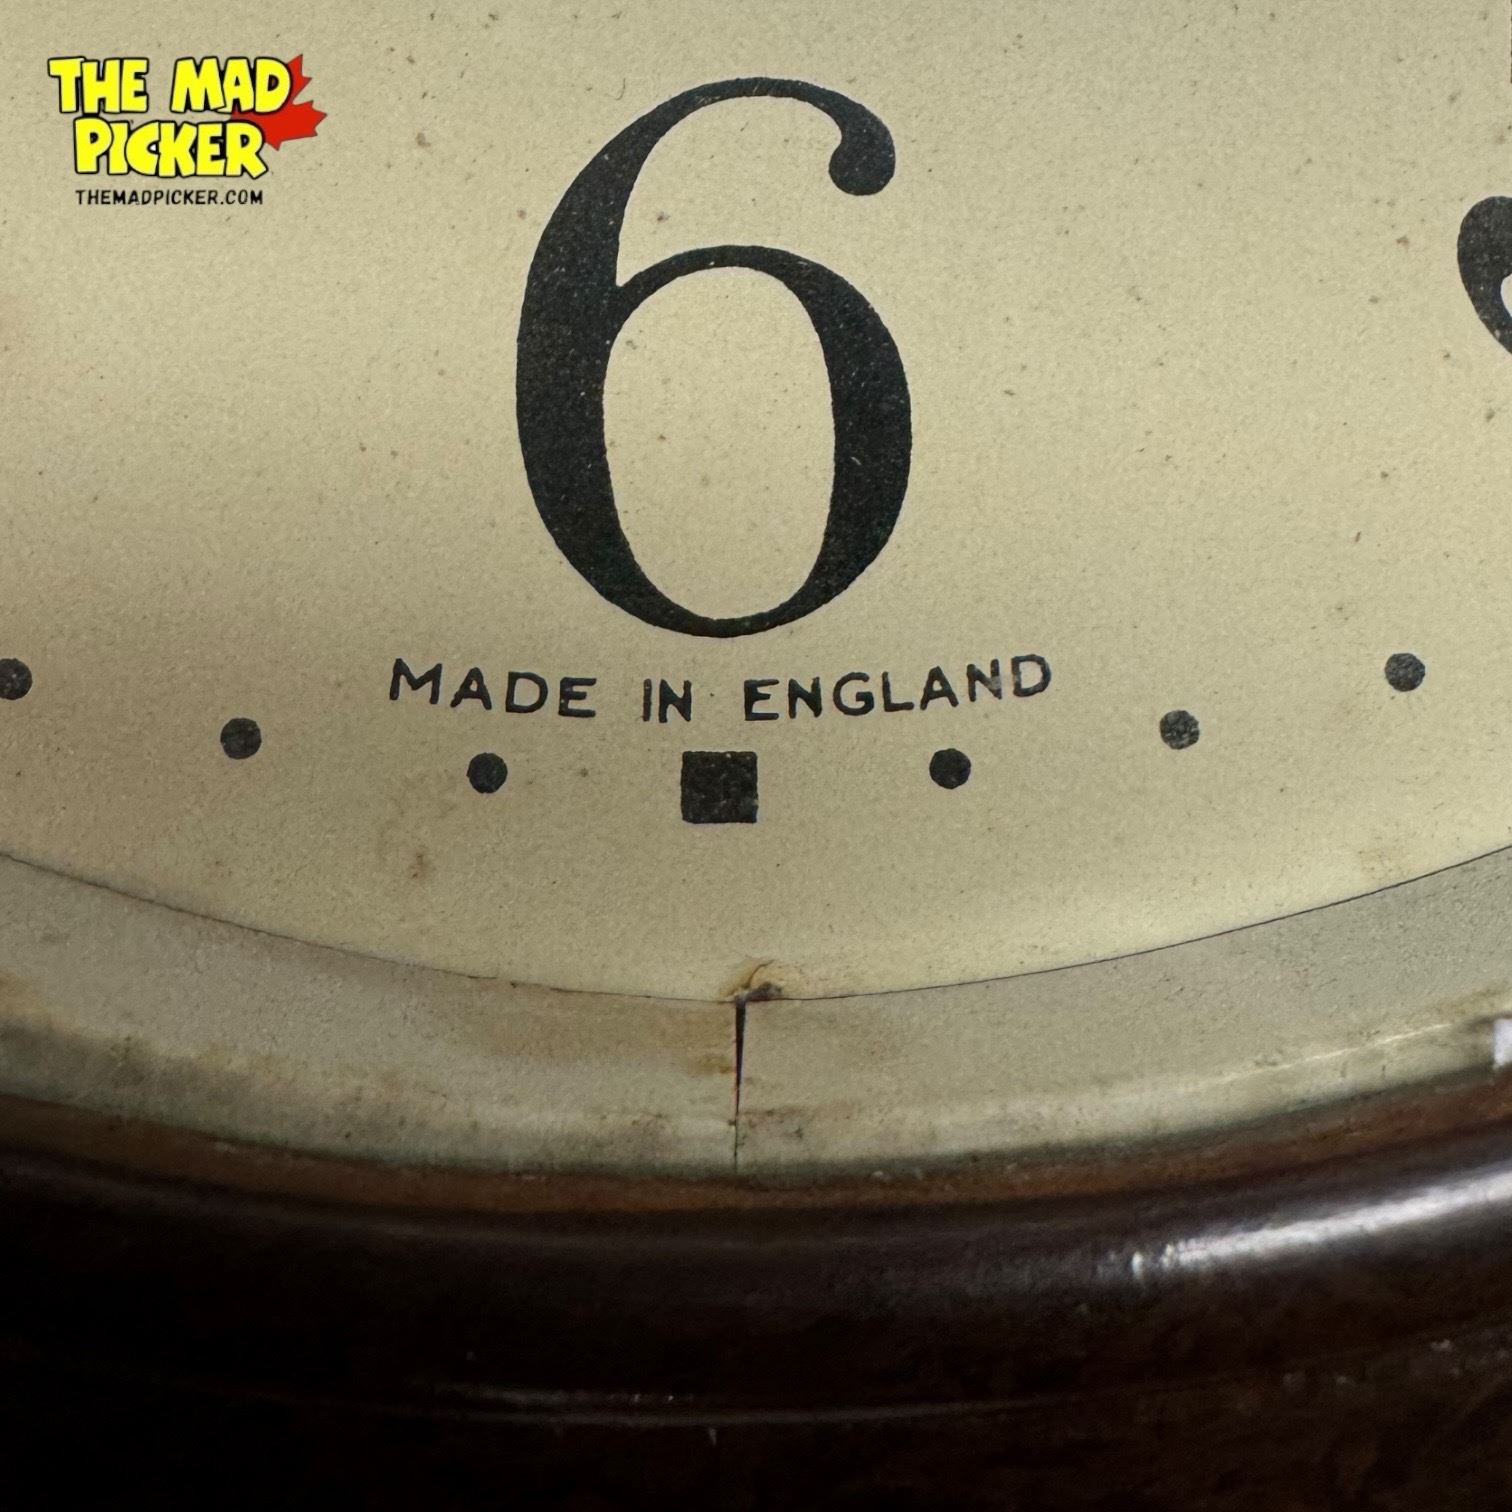 THE MAD
PICKER
THEMADPICKER.COM
6
MADE IN ENGLAND